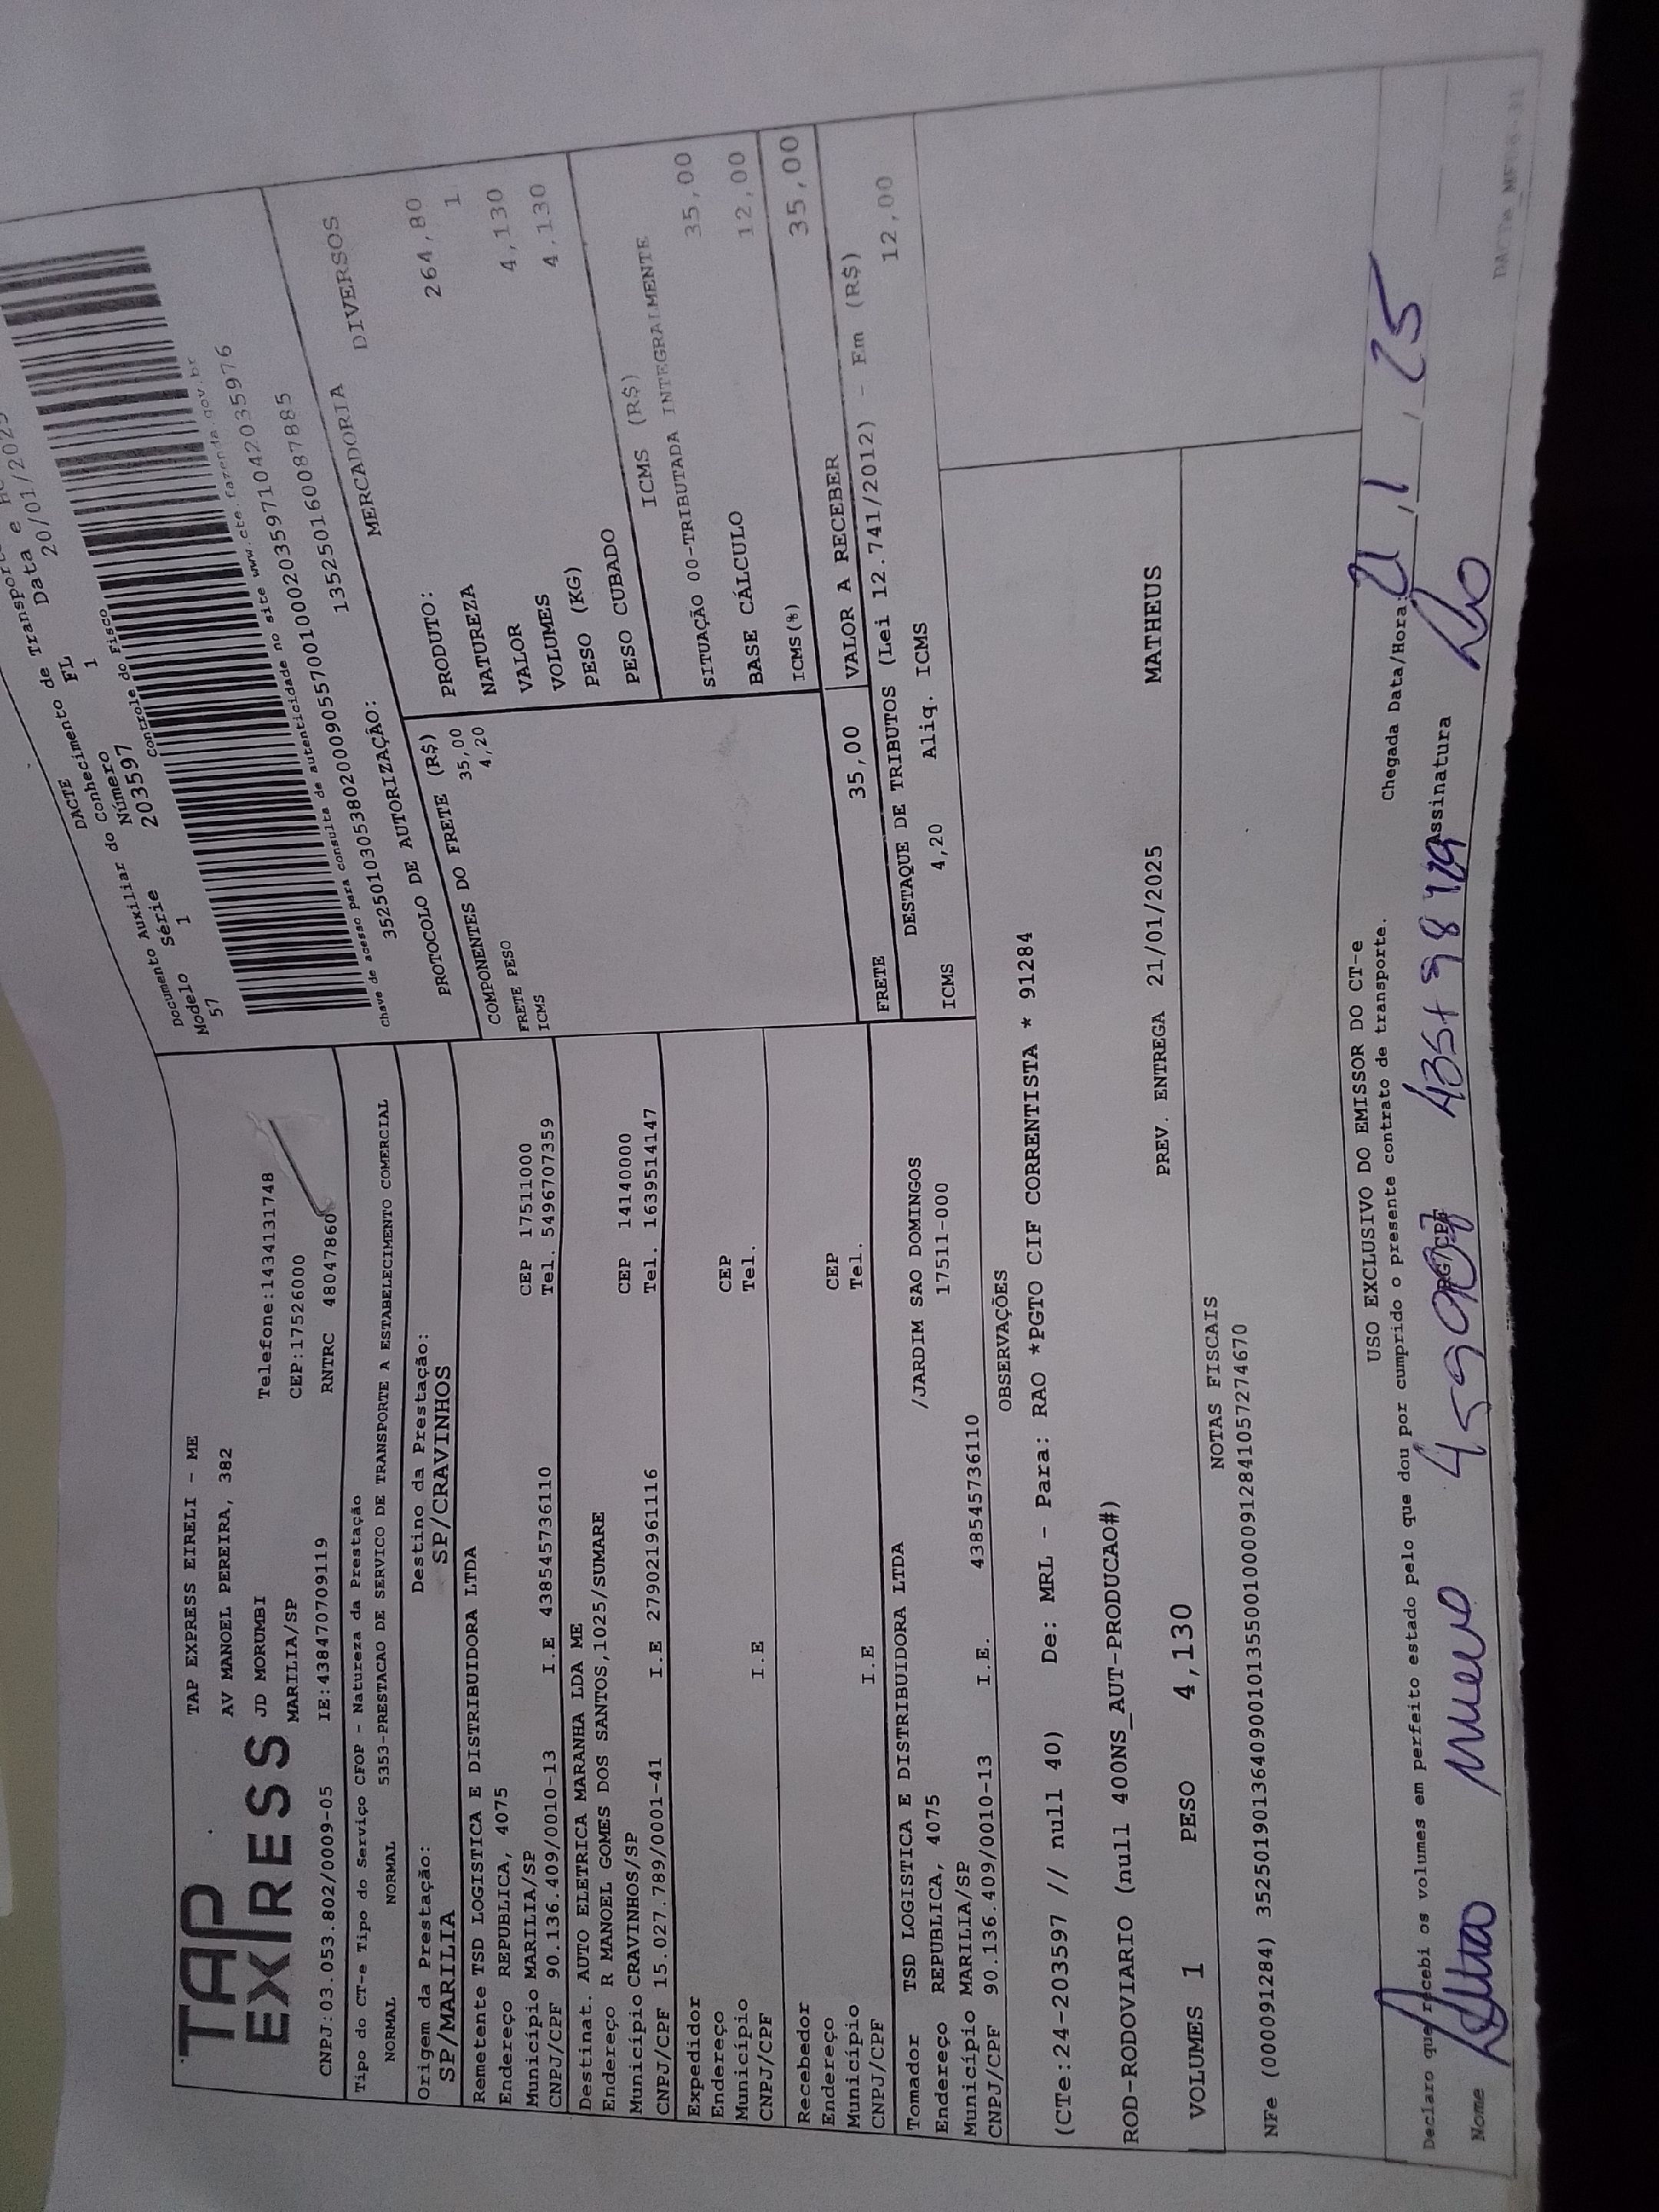 TAP
EXPRESS
TAP EXPRESS EIRELI - ME
AV MANOEL PEREIRA, 382
JD MORUMBI
Telefone:1434131748
MARILIA/SP
CEP:17526000
CNPJ:03.053.802/0009-05 IE:438470709119 RNTRC 48047860
DACTE
Documento Auxiliar do Conhecimento de Transporte
Modelo Série Número FL Data e
57 1 203597 1 20/01/2025
Controle do Fisco
Chave de acesso para consulta de autenticidade no site www.cte.fazenda.gov.br
35250103053802000905570010002035971042035976
PROTOCOLO DE AUTORIZAÇÃO: 135250160087885
Tipo do CT-e Tipo do Serviço CFOP - Natureza da Prestação
NORMAL NORMAL 5353-PRESTACAO DE SERVICO DE TRANSPORTE A ESTABELECIMENTO COMERCIAL
Origem da Prestação: Destino da Prestação:
SP/MARILIA SP/CRAVINHOS
Remetente TSD LOGISTICA E DISTRIBUIDORA LTDA
Endereço REPUBLICA, 4075
Município MARILIA/SP CEP 17511000
CNPJ/CPF 90.136.409/0010-13 I.E 438545736110 Tel. 5496707359
Destinat. AUTO ELETRICA MARANHA LDA ME
Endereço R MANOEL GOMES DOS SANTOS,1025/SUMARE
Município CRAVINHOS/SP CEP 14140000
CNPJ/CPF 15.027.789/0001-41 I.E 279021961116 Tel. 1639514147
Expedidor
Endereço
Município CEP
CNPJ/CPF I.E Tel.
Recebedor
Endereço
Município CEP
CNPJ/CPF I.E Tel.
Tomador TSD LOGISTICA E DISTRIBUIDORA LTDA
Endereço REPUBLICA, 4075 /JARDIM SAO DOMINGOS
Município MARILIA/SP 17511-000
CNPJ/CPF 90.136.409/0010-13 I.E. 438545736110
COMPONENTES DO FRETE (R$)
FRETE PESO 35,00
ICMS 4,20
MERCADORIA
PRODUTO: DIVERSOS
NATUREZA
VALOR 264,80
VOLUMES 1
PESO (KG) 4,130
PESO CUBADO 4,130
ICMS (R$)
SITUAÇÃO 00-TRIBUTADA INTEGRALMENTE
BASE CÁLCULO 35,00
ICMS(%) 12,00
FRETE 35,00 VALOR A RECEBER 35,00
DESTAQUE DE TRIBUTOS (Lei 12.741/2012) - Em (R$)
ICMS 4,20 Aliq. ICMS 12,00
OBSERVAÇÕES
(CTe:24-203597 // null 40) De: MRL - Para: RAO *PGTO CIF CORRENTISTA * 91284
ROD-RODOVIARIO (null 400NS_AUT-PRODUCAO#)
PREV. ENTREGA 21/01/2025 MATHEUS
VOLUMES 1 PESO 4,130
NOTAS FISCAIS
NFe (000091284) 35250190136409001013550010000912841057274670
USO EXCLUSIVO DO EMISSOR DO CT-e
Declaro que recebi os volumes em perfeito estado pelo que dou por cumprido o presente contrato de transporte.
Chegada Data/Hora: 21,1,25
Nome RG/CPF Assinatura